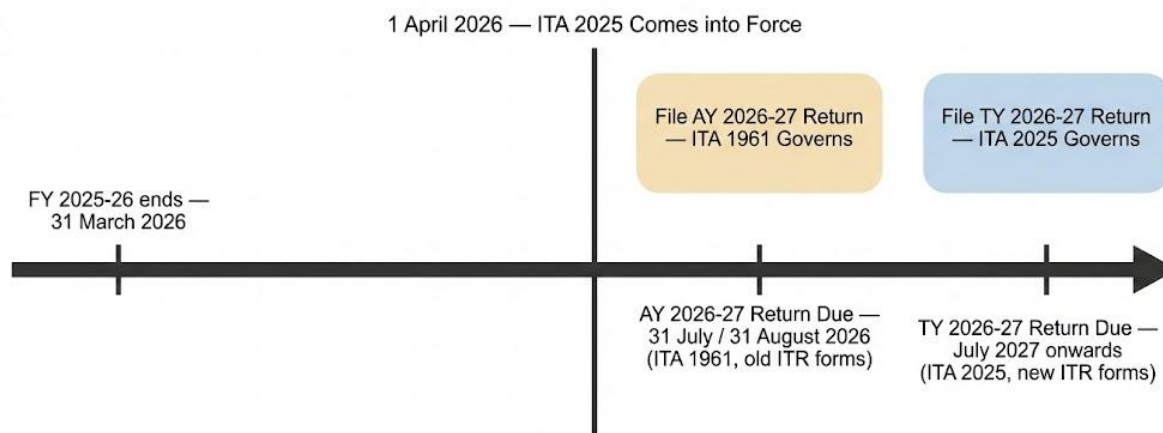 1 April 2026 — ITA 2025 Comes into Force
File AY 2026-27 Return
— ITA 1961 Governs
File TY 2026-27 Return
— ITA 2025 Governs
FY 2025-26 ends —
31 March 2026
AY 2026-27 Return Due —
31 July / 31 August 2026
(ITA 1961, old ITR forms)
TY 2026-27 Return Due —
July 2027 onwards
(ITA 2025, new ITR forms)